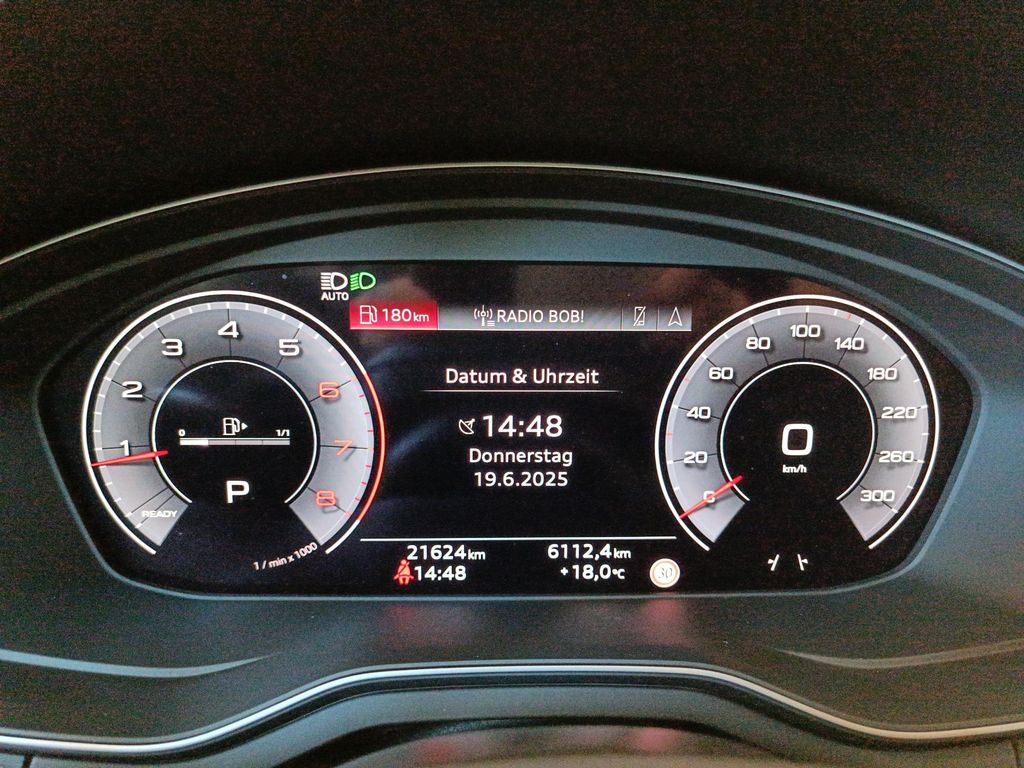 AUTO
180 km
RADIO BOB!
1
2
3
4
5
6
7
8
READY
1 / min x 1000
0
1/1
P
Datum & Uhrzeit
14:48
Donnerstag
19.6.2025
21624 km
6112,4 km
14:48
+18,0 °C
30
0
20
40
60
80
100
140
180
220
260
300
0
km/h